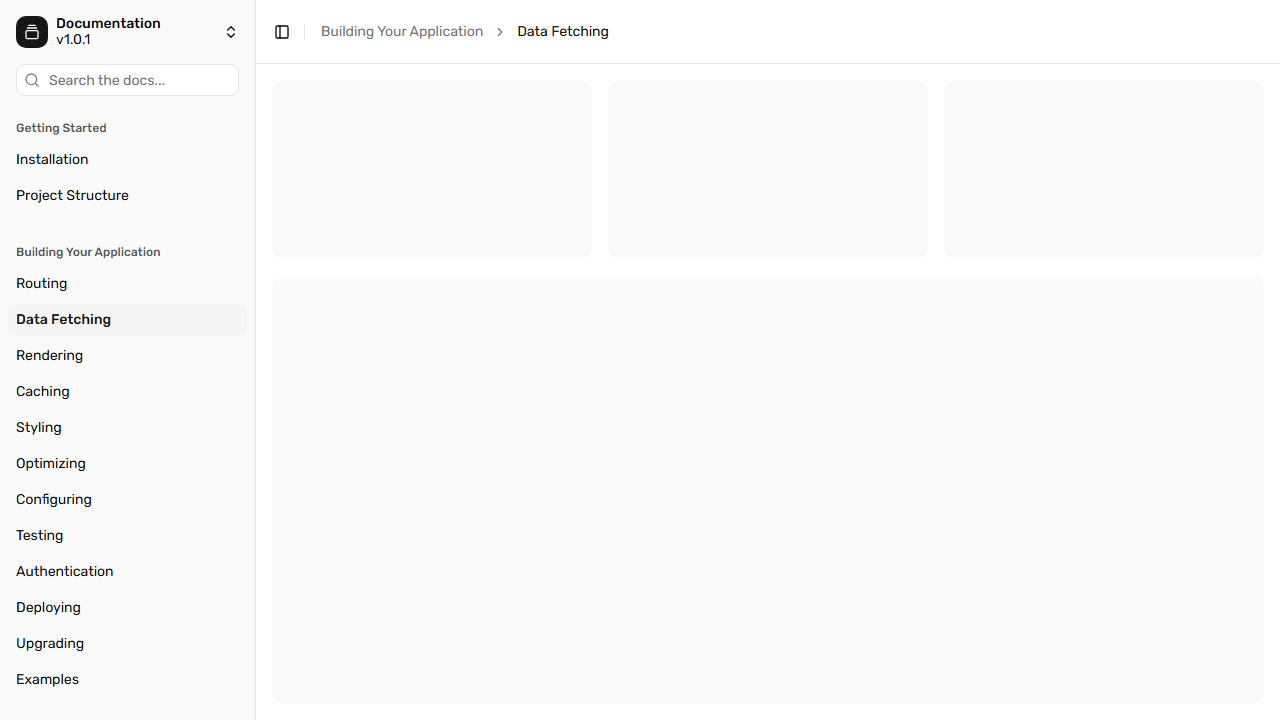 Documentation
v1.0.1
Search the docs...
Getting Started
Installation
Project Structure
Building Your Application
Routing
Data Fetching
Rendering
Caching
Styling
Optimizing
Configuring
Testing
Authentication
Deploying
Upgrading
Examples
Building Your Application
Data Fetching